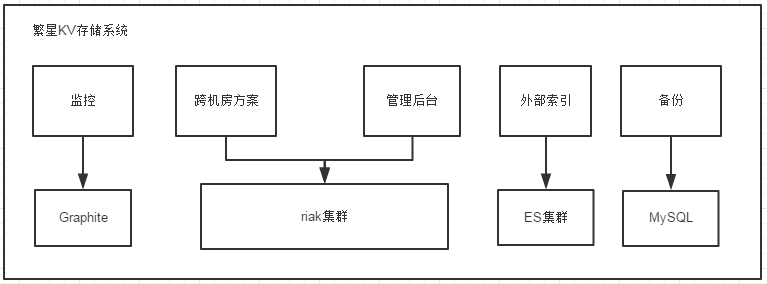 繁星KV存储系统
监控
跨机房方案
管理后台
外部索引
备份
Graphite
riak集群
ES集群
MySQL